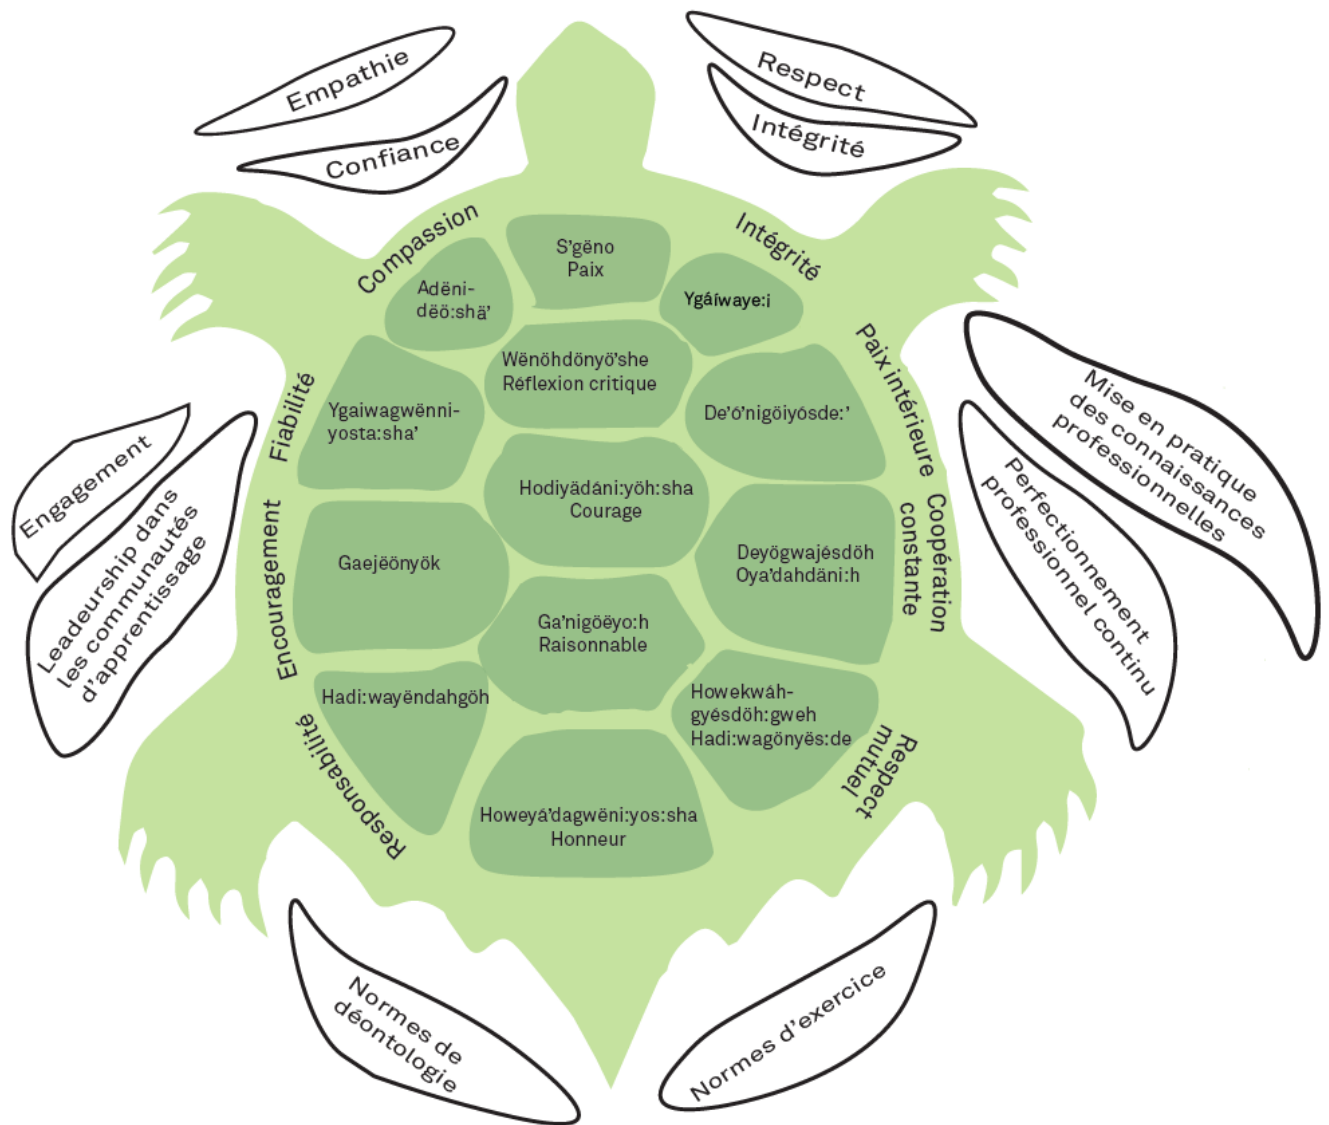 Empathie
Confiance
Respect
Intégrité
Compassion
Intégrité
S'gëno
Paix
Adëni-
dëö:shä'
Ygáíwaye:i
Wënöhdönyö'she
Réflexion critique
Fiabilité
Ygaiwagwënni-
yosta:sha'
De'ó'nigöiyósde:'
Paix intérieure
Hodiyädáni:yöh:sha
Courage
Encouragement
Gaejëönyök
Deyögwajésdöh
Oya'dahdäni:h
Coopération
constante
Ga'nigöëyo:h
Raisonnable
Responsabilité
Hadi:wayëndahgöh
Howekwáh-
gyésdöh:gweh
Hadi:wagönyës:de
Respect
mutuel
Howeyá'dagwëni:yos:sha
Honneur
Engagement
Leadeurship dans
les communautés
d'apprentissage
Mise en pratique
des connaissances
professionnelles
Perfectionnement
professionnel continu
Normes de
déontologie
Normes d'exercice